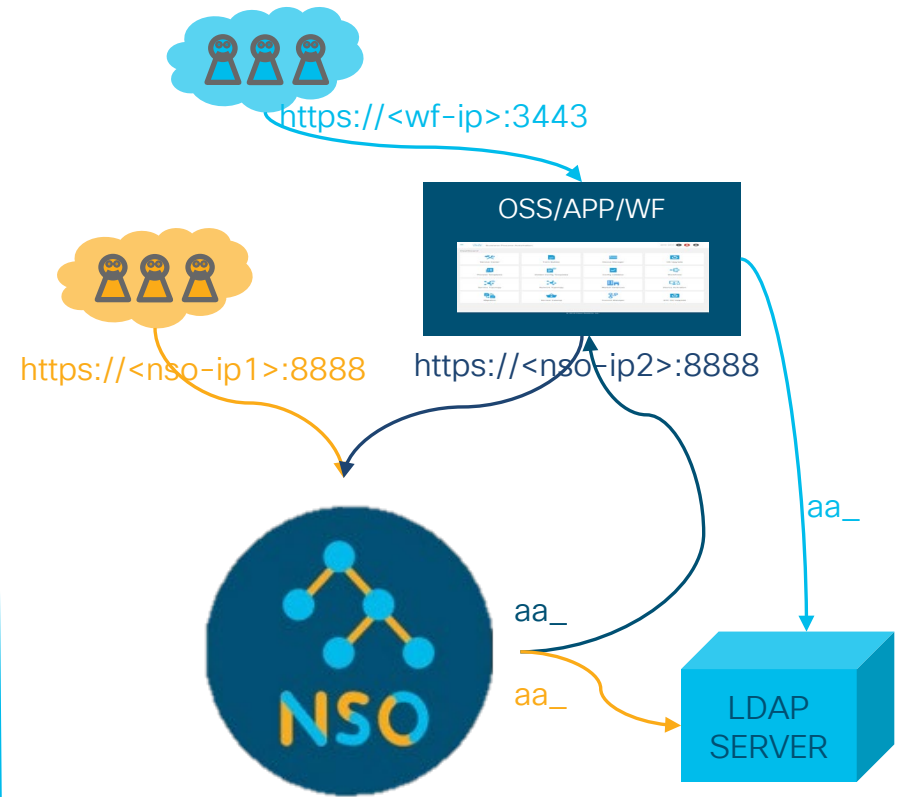 https://<wf-ip>:3443
OSS/APP/WF
https://<nso-ip1>:8888
https://<nso-ip2>:8888
aa_
aa_
aa_
NSO
LDAP
SERVER